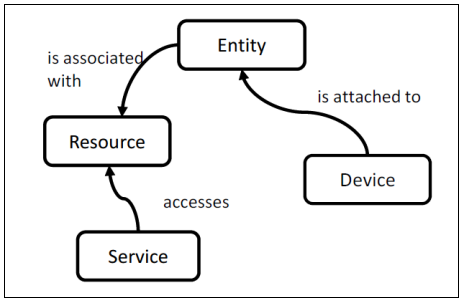 Entity
is associated
with
is attached to
Resource
Device
accesses
Service